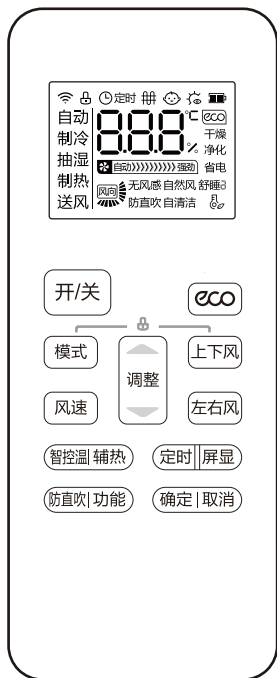 定时
自动 88.8 ℃ eco
制冷 干燥
抽湿 % 净化
制热 自动 》》》》》》》》》 强劲 省电
送风 风向 无风感 自然风 舒睡
防直吹 自清洁
开/关 eco
模式 上下风
调整
风速 左右风
智控温|辅热 定时||屏显
防直吹|功能 确定|取消